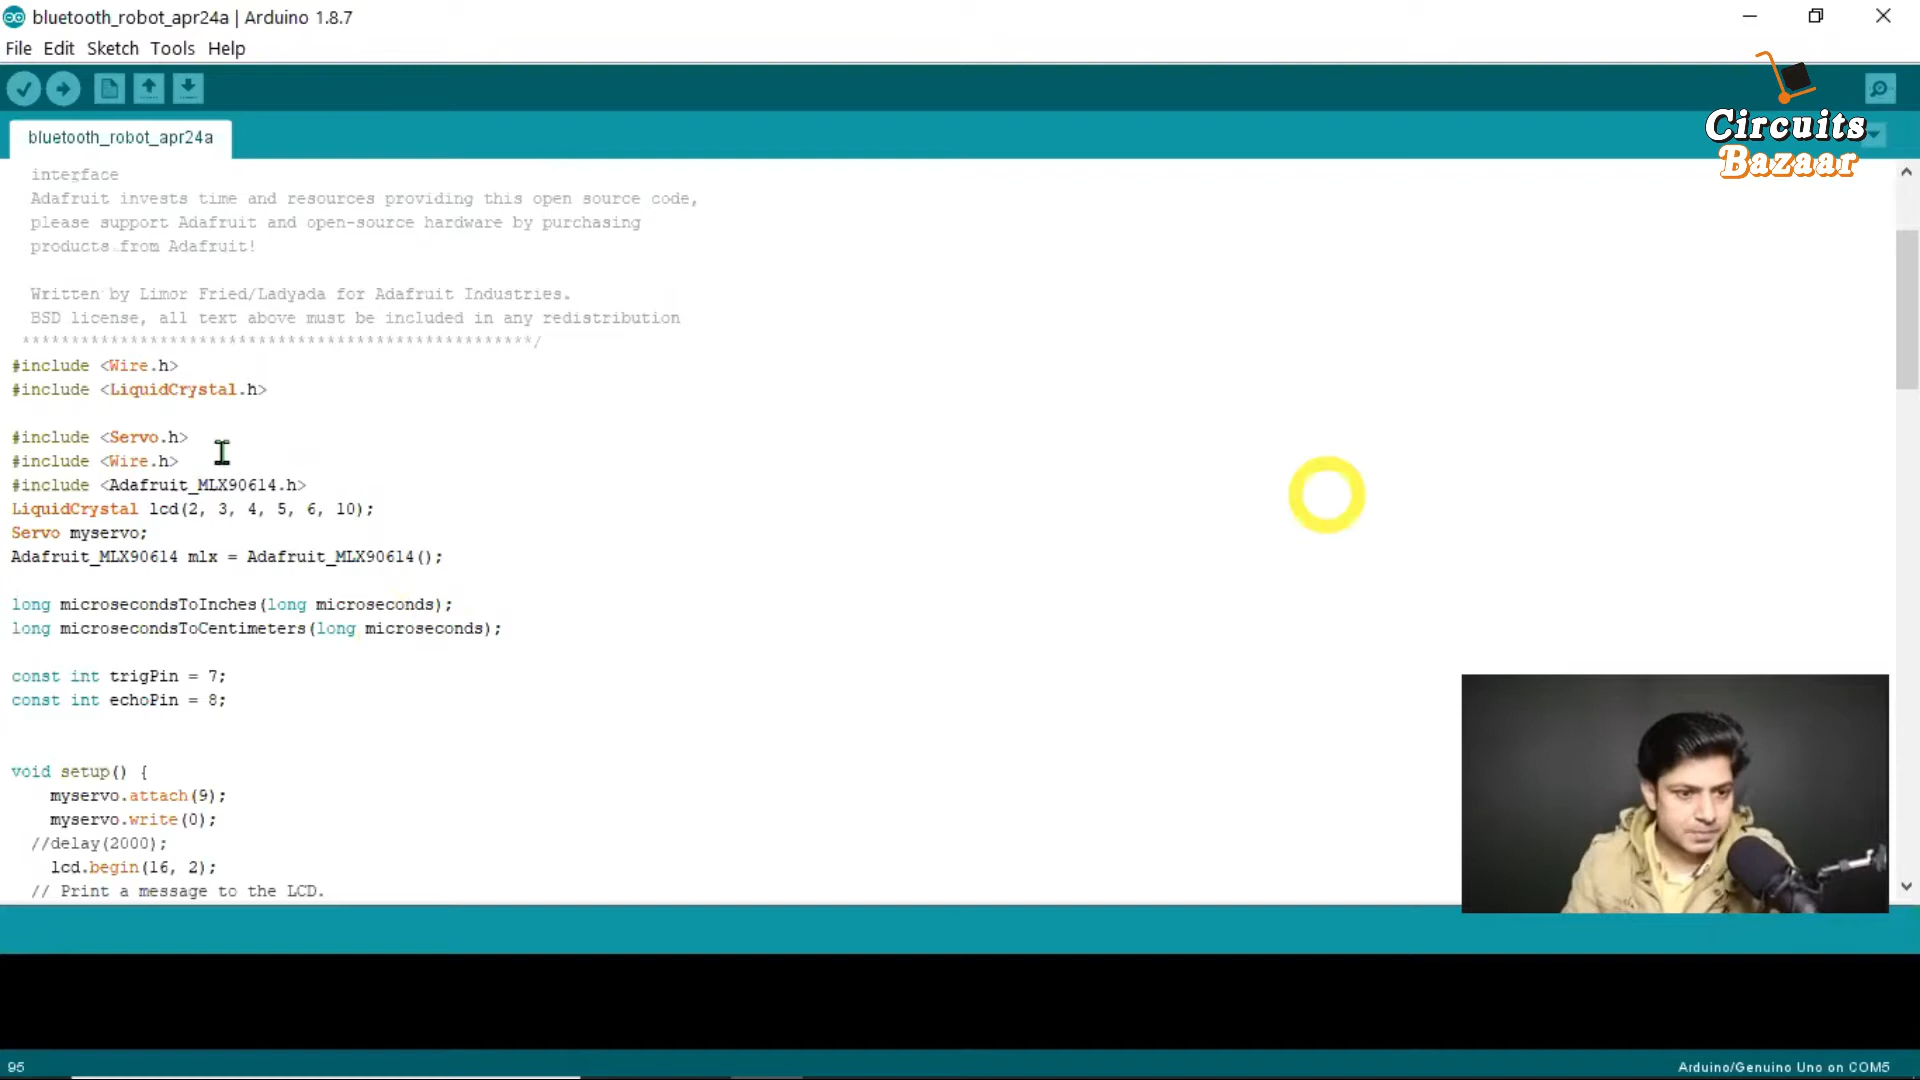 bluetooth_robot_apr24a | Arduino 1.8.7
File Edit Sketch Tools Help
Circuits
Bazaar
bluetooth_robot_apr24a
interface
Adafruit invests time and resources providing this open source code,
please support Adafruit and open-source hardware by purchasing
products from Adafruit!
Written by Limor Fried/Ladyada for Adafruit Industries.
BSD license, all text above must be included in any redistribution
****************************************************/
#include <Wire.h>
#include <LiquidCrystal.h>
#include <Servo.h>
#include <Wire.h>
#include <Adafruit_MLX90614.h>
LiquidCrystal lcd(2, 3, 4, 5, 6, 10);
Servo myservo;
Adafruit_MLX90614 mlx = Adafruit_MLX90614();
long microsecondsToInches(long microseconds);
long microsecondsToCentimeters(long microseconds);
const int trigPin = 7;
const int echoPin = 8;
void setup() {
myservo.attach(9);
myservo.write(0);
//delay(2000);
lcd.begin(16, 2);
// Print a message to the LCD.
95
Arduino/Genuino Uno on COM5